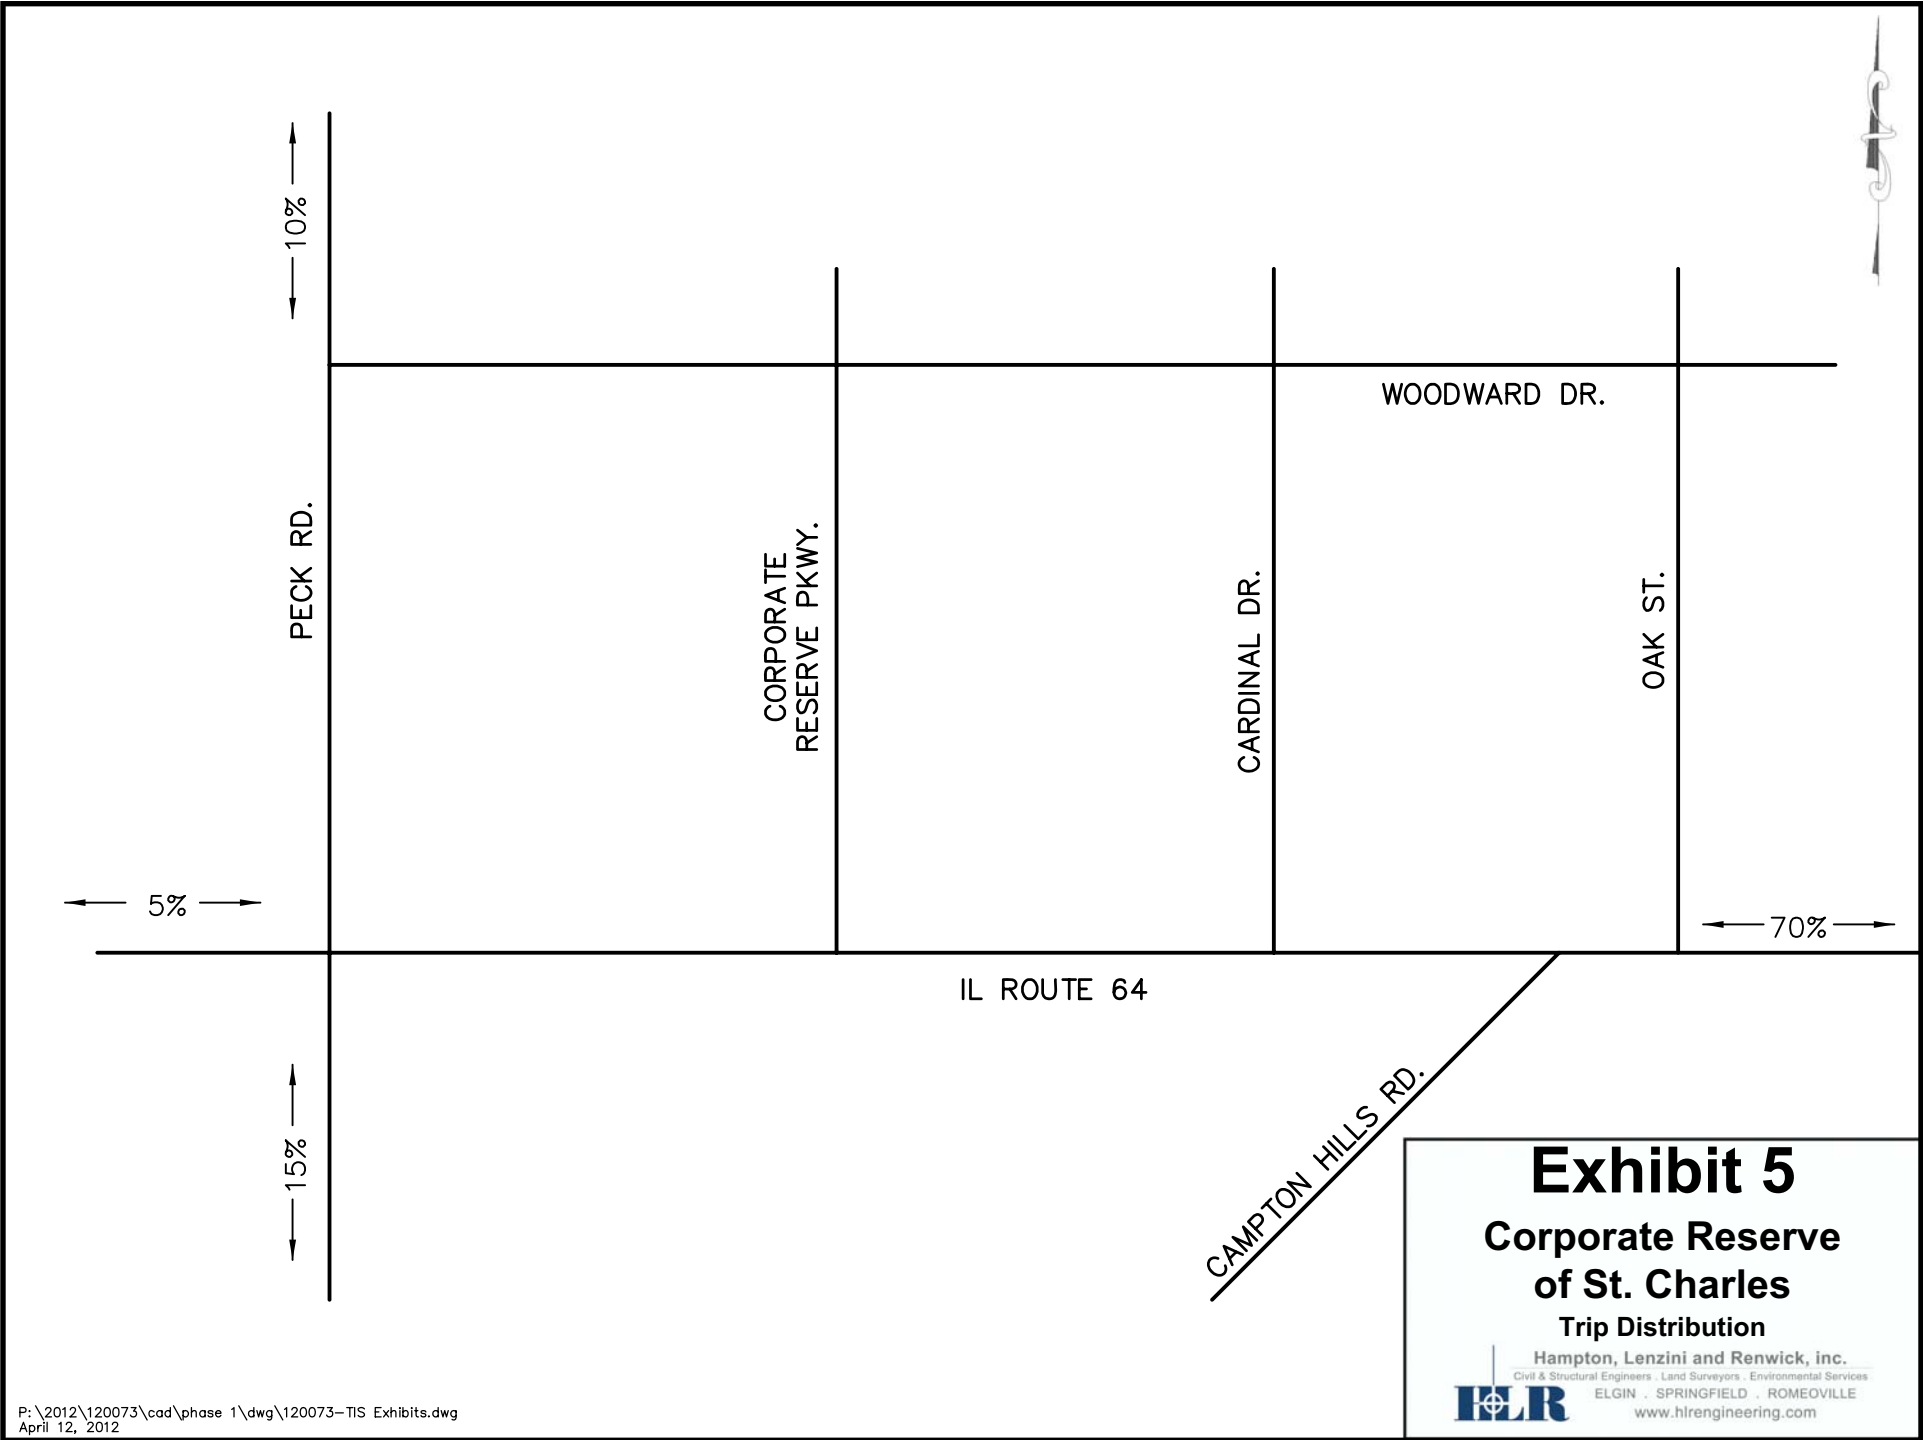 10%
WOODWARD DR.
PECK RD.
CORPORATE
RESERVE PKWY.
CARDINAL DR.
OAK ST.
5%
70%
IL ROUTE 64
15%
CAMPTON HILLS RD.
Exhibit 5
Corporate Reserve
of St. Charles
Trip Distribution
Hampton, Lenzini and Renwick, inc.
Civil & Structural Engineers . Land Surveyors . Environmental Services
HLR
ELGIN . SPRINGFIELD . ROMEOVILLE
www.hlrengineering.com
P:\2012\120073\cad\phase 1\dwg\120073-TIS Exhibits.dwg
April 12, 2012